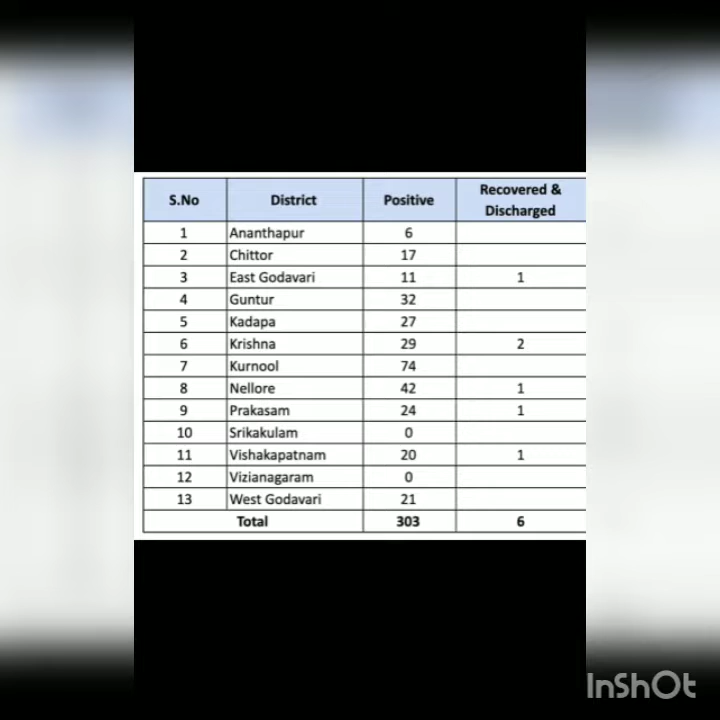 S.No District Positive Recovered & Discharged
1 Ananthapur 6
2 Chittor 17
3 East Godavari 11 1
4 Guntur 32
5 Kadapa 27
6 Krishna 29 2
7 Kurnool 74
8 Nellore 42 1
9 Prakasam 24 1
10 Srikakulam 0
11 Vishakapatnam 20 1
12 Vizianagaram 0
13 West Godavari 21
Total 303 6
InShOt